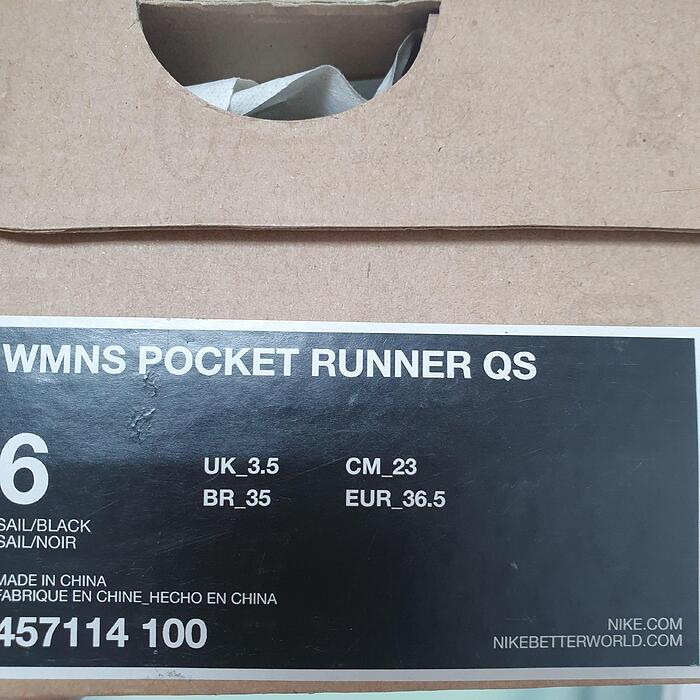 WMNS POCKET RUNNER QS
6
UK_3.5 CM_23
BR_35 EUR_36.5
SAIL/BLACK
SAIL/NOIR
MADE IN CHINA
FABRIQUE EN CHINE_HECHO EN CHINA
457114 100
NIKE.COM
NIKEBETTERWORLD.COM